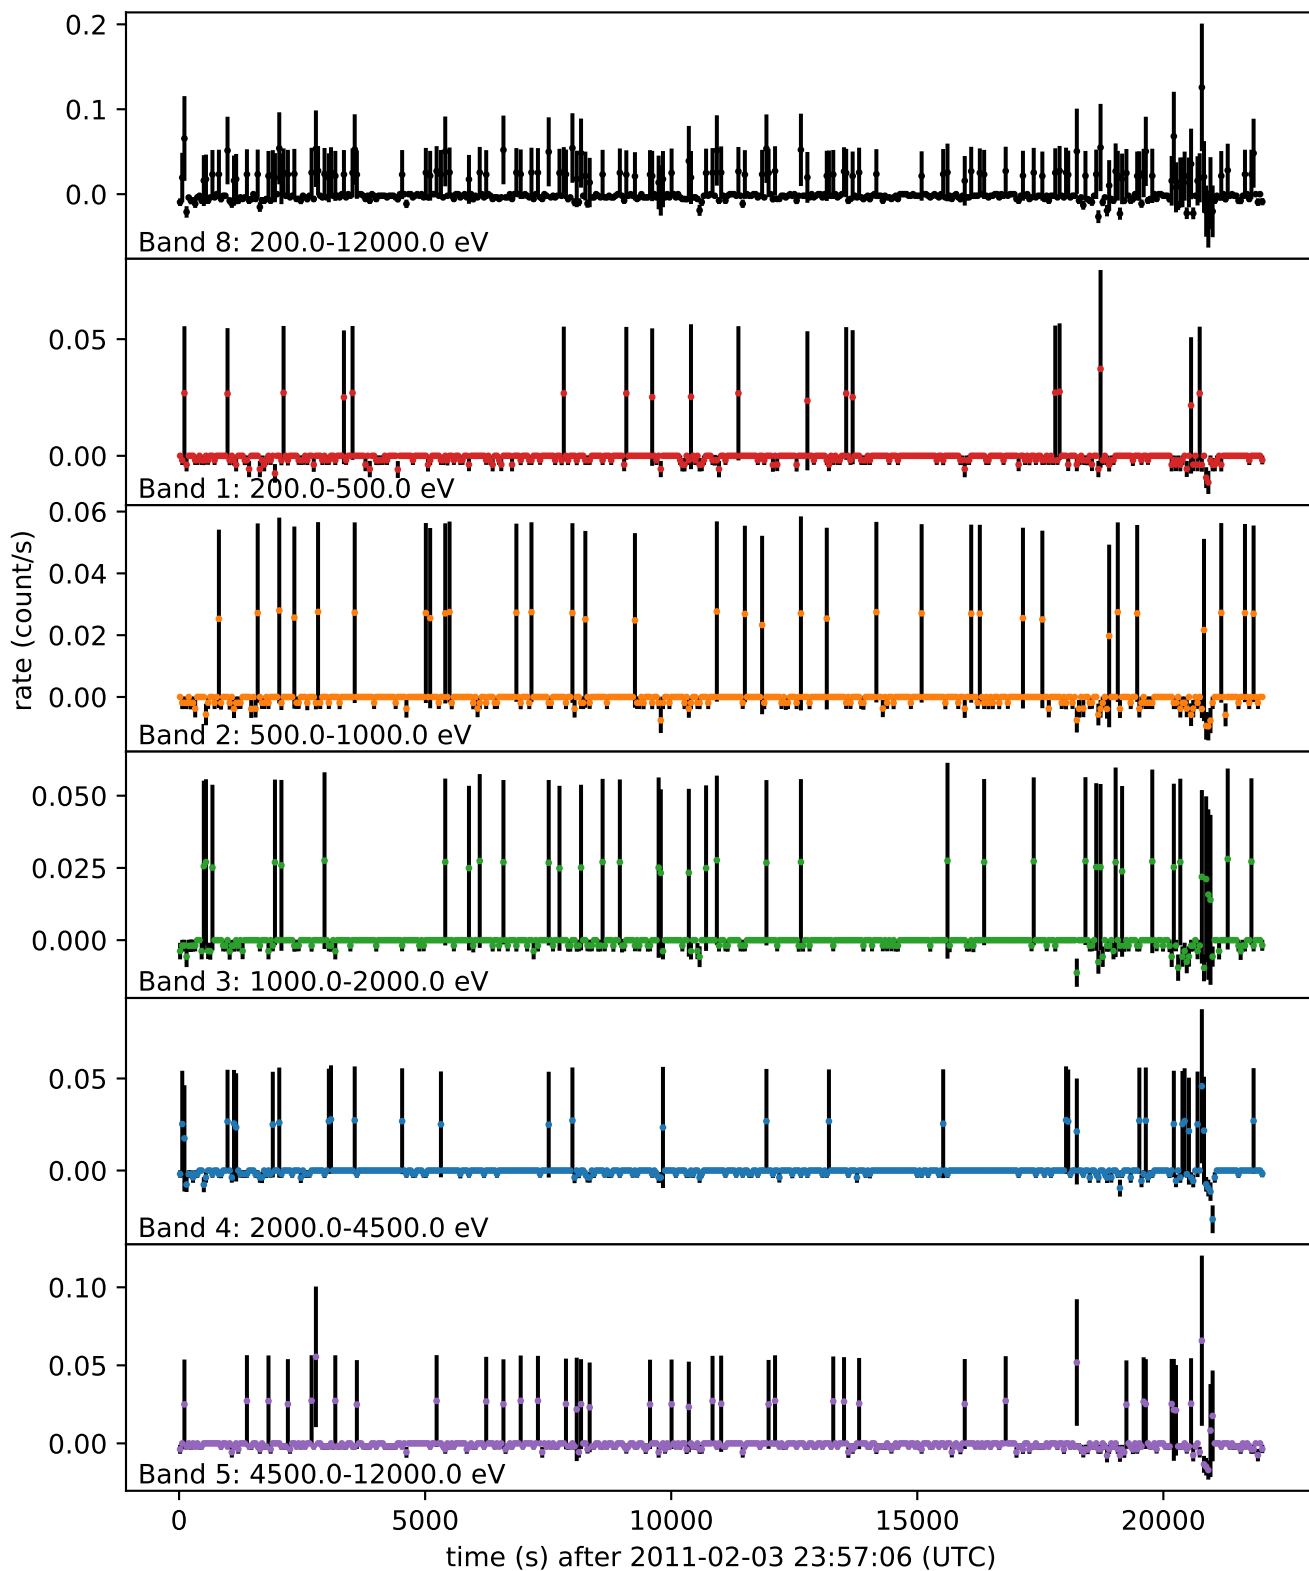 0.2
0.1
0.0
Band 8: 200.0-12000.0 eV
0.05
0.00
Band 1: 200.0-500.0 eV
rate (count/s)
0.06
0.04
0.02
0.00
Band 2: 500.0-1000.0 eV
0.050
0.025
0.000
Band 3: 1000.0-2000.0 eV
0.05
0.00
Band 4: 2000.0-4500.0 eV
0.10
0.05
0.00
Band 5: 4500.0-12000.0 eV
0 5000 10000 15000 20000
time (s) after 2011-02-03 23:57:06 (UTC)